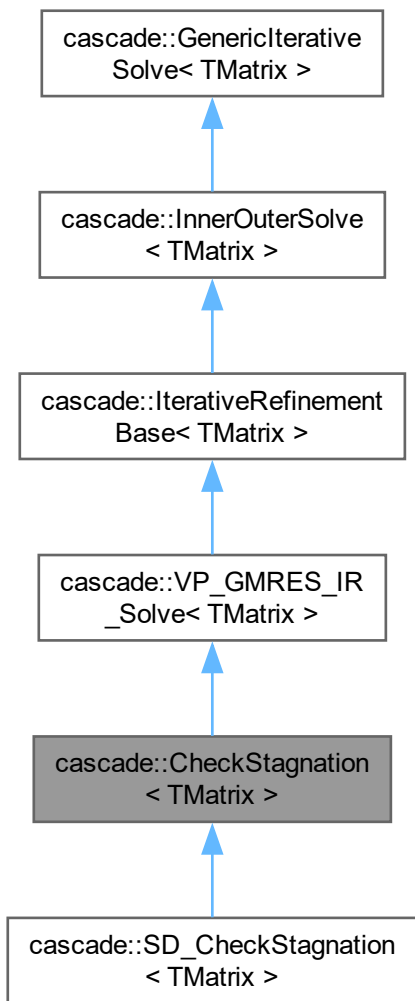 cascade::GenericIterative
Solve< TMatrix >
cascade::InnerOuterSolve
< TMatrix >
cascade::IterativeRefinement
Base< TMatrix >
cascade::VP_GMRES_IR
_Solve< TMatrix >
cascade::CheckStagnation
< TMatrix >
cascade::SD_CheckStagnation
< TMatrix >